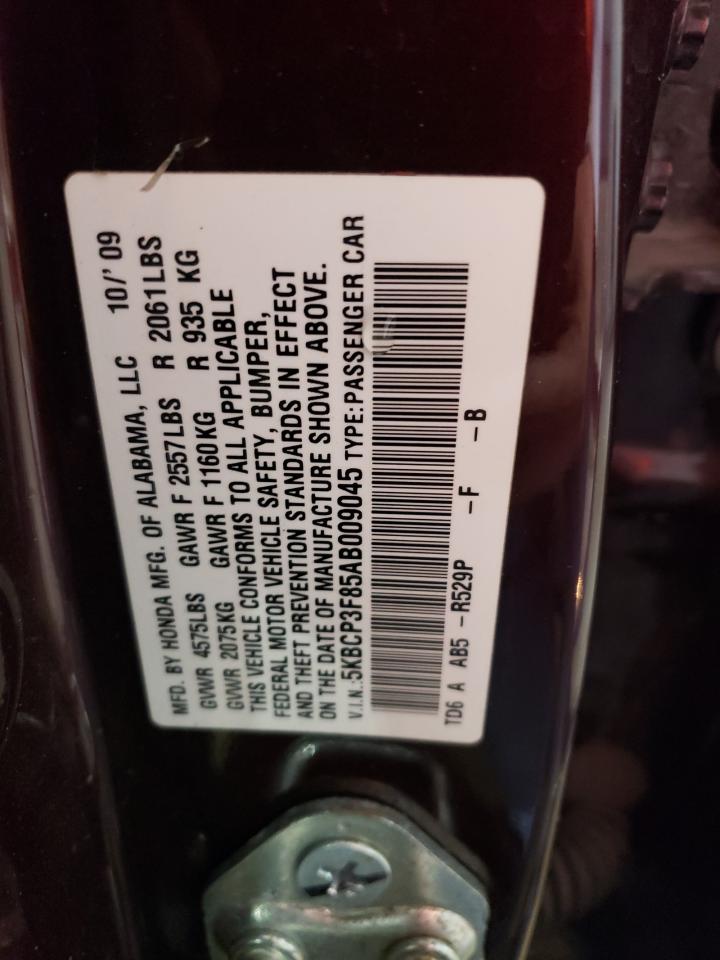 MFD. BY HONDA MFG. OF ALABAMA, LLC 10/' 09
GVWR 4575LBS GAWR F 2557LBS R 2061LBS
GVWR 2075KG GAWR F 1160KG R 935 KG
THIS VEHICLE CONFORMS TO ALL APPLICABLE
FEDERAL MOTOR VEHICLE SAFETY, BUMPER,
AND THEFT PREVENTION STANDARDS IN EFFECT
ON THE DATE OF MANUFACTURE SHOWN ABOVE.
V.I.N.:5KBCP3F85AB009045 TYPE:PASSENGER CAR
TD6 A AB5 -R529P -F -B